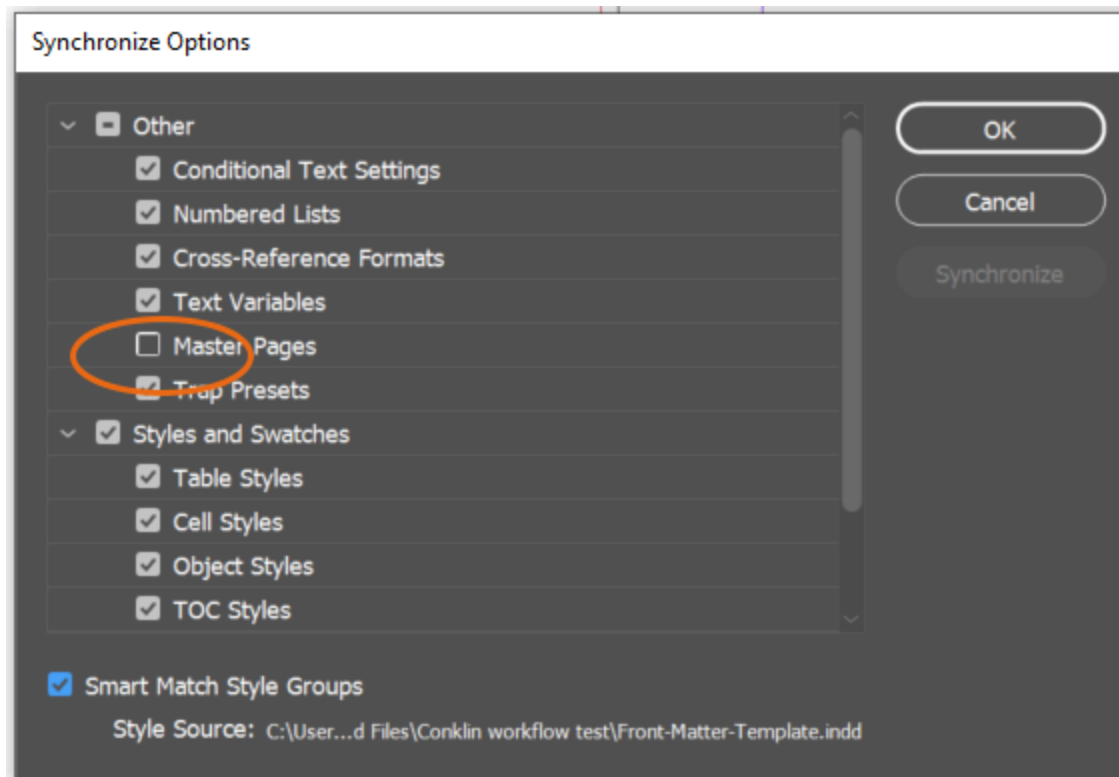 Synchronize Options
Other
OK
Conditional Text Settings
Numbered Lists
Cancel
Cross-Reference Formats
Synchronize
Text Variables
Master Pages
Trap Presets
Styles and Swatches
Table Styles
Cell Styles
Object Styles
TOC Styles
Smart Match Style Groups
Style Source: C:\User...d Files\Conklin workflow test\Front-Matter-Template.indd